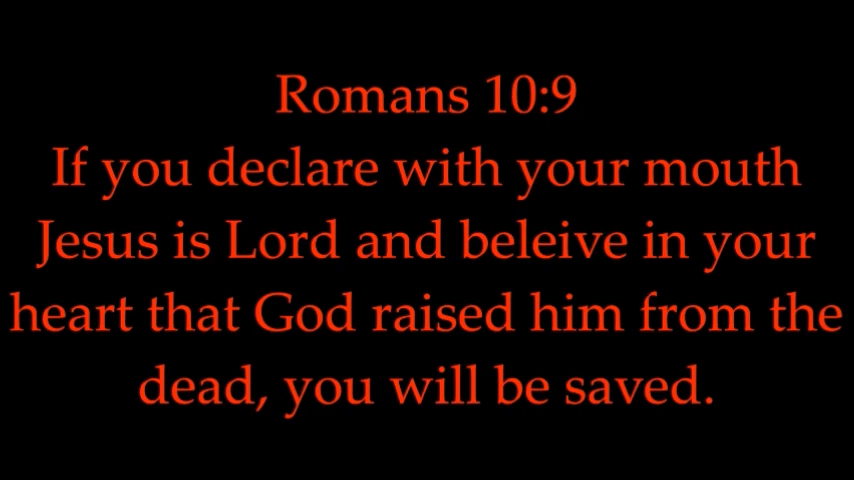 Romans 10:9
If you declare with your mouth
Jesus is Lord and beleive in your
heart that God raised him from the
dead, you will be saved.